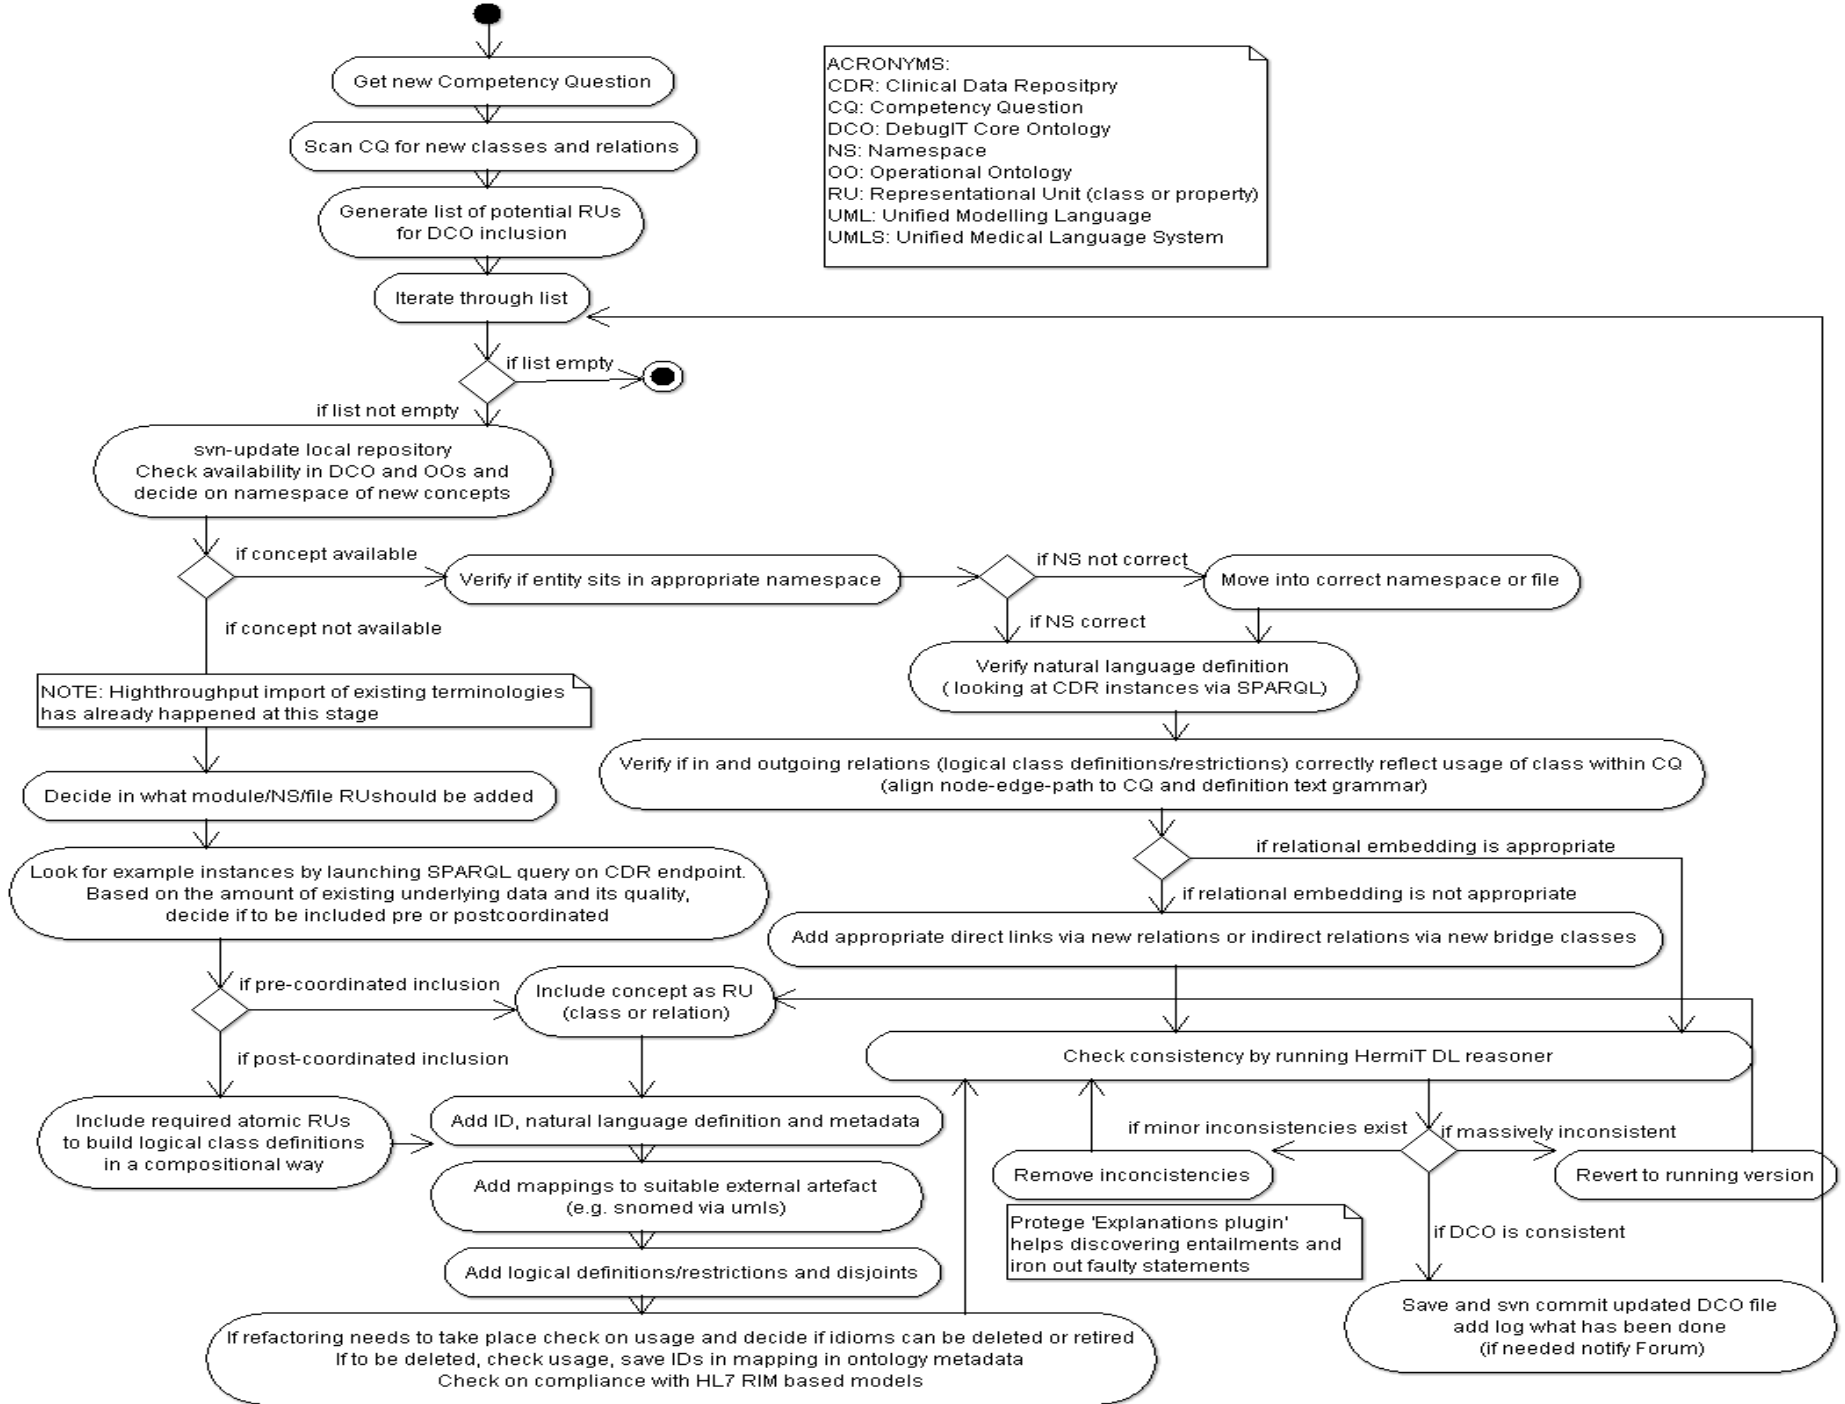 Get new Competency Question
Scan CQ for new classes and relations
Generate list of potential RUs
for DCO inclusion
Iterate through list
ACRONYMS:
CDR: Clinical Data Repositpry
CQ: Competency Question
DCO: DebugIT Core Ontology
NS: Namespace
OO: Operational Ontology
RU: Representational Unit (class or property)
UML: Unified Modelling Language
UMLS: Unified Medical Language System
if list empty
if list not empty
svn-update local repository
Check availability in DCO and OOs and
decide on namespace of new concepts
if concept available
Verify if entity sits in appropriate namespace
if NS not correct
Move into correct namespace or file
if concept not available
if NS correct
Verify natural language definition
( looking at CDR instances via SPARQL)
NOTE: Highthroughput import of existing terminologies
has already happened at this stage
Verify if in and outgoing relations (logical class definitions/restrictions) correctly reflect usage of class within CQ
(align node-edge-path to CQ and definition text grammar)
Decide in what module/NS/file RUshould be added
if relational embedding is appropriate
if relational embedding is not appropriate
Look for example instances by launching SPARQL query on CDR endpoint.
Based on the amount of existing underlying data and its quality,
decide if to be included pre or postcoordinated
Add appropriate direct links via new relations or indirect relations via new bridge classes
if pre-coordinated inclusion
Include concept as RU
(class or relation)
if post-coordinated inclusion
Check consistency by running HermiT DL reasoner
Include required atomic RUs
to build logical class definitions
in a compositional way
Add ID, natural language definition and metadata
if minor inconsistencies exist
if massively inconsistent
Remove inconcistencies
Revert to running version
Add mappings to suitable external artefact
(e.g. snomed via umls)
Protege 'Explanations plugin'
helps discovering entailments and
iron out faulty statements
if DCO is consistent
Add logical definitions/restrictions and disjoints
Save and svn commit updated DCO file
add log what has been done
(if needed notify Forum)
If refactoring needs to take place check on usage and decide if idioms can be deleted or retired
If to be deleted, check usage, save IDs in mapping in ontology metadata
Check on compliance with HL7 RIM based models